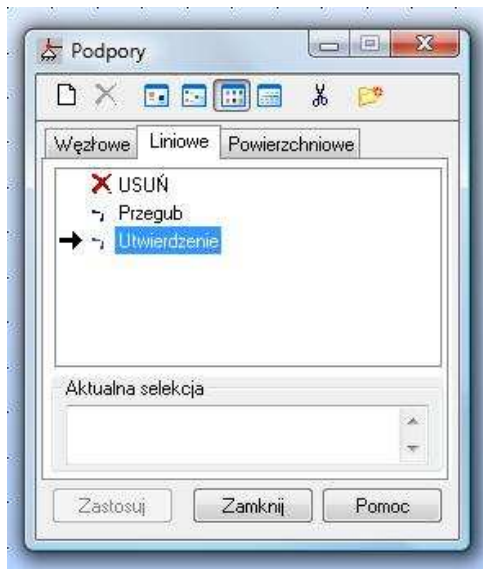 Podpory
Węzłowe Liniowe Powierzchniowe
USUŃ
Przegub
Utwierdzenie
Aktualna selekcja
Zastosuj Zamknij Pomoc